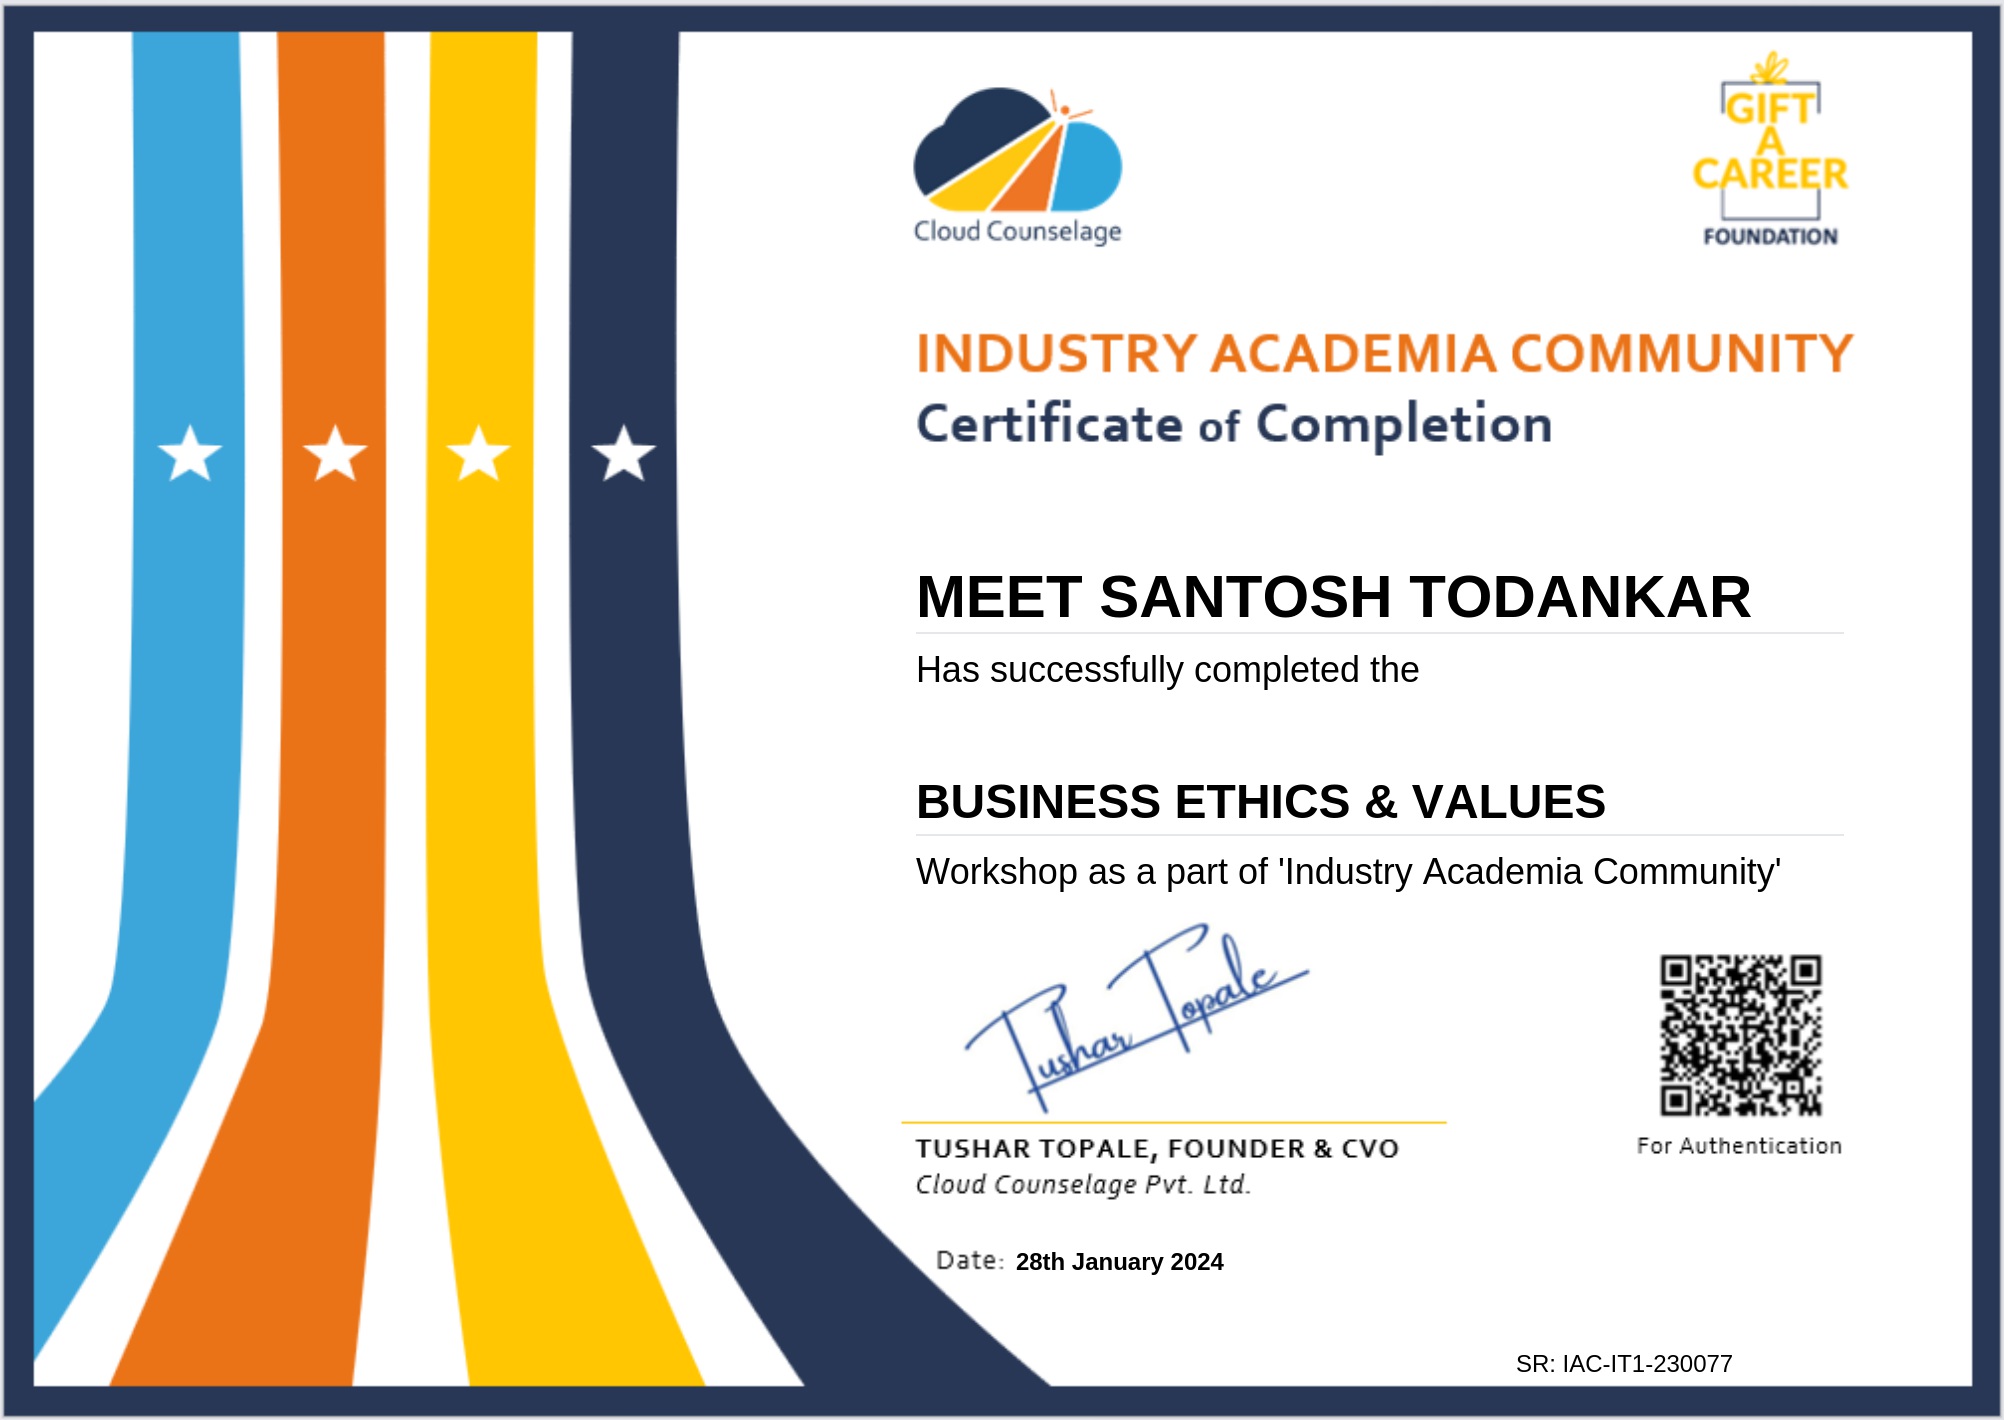 Cloud Counselage
GIFT
A
CAREER
FOUNDATION
INDUSTRY ACADEMIA COMMUNITY
Certificate of Completion
MEET SANTOSH TODANKAR
Has successfully completed the
BUSINESS ETHICS & VALUES
Workshop as a part of 'Industry Academia Community'
Tushar Topale
TUSHAR TOPALE, FOUNDER & CVO
Cloud Counselage Pvt. Ltd.
For Authentication
Date: 28th January 2024
SR: IAC-IT1-230077